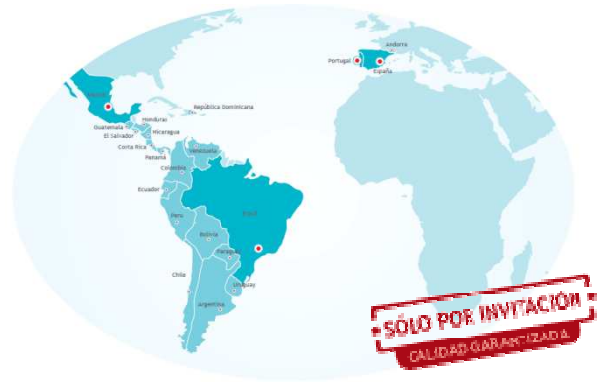 Andorra
Portugal
España
México
República Dominicana
Honduras
Guatemala
Nicaragua
El Salvador
Costa Rica
Panamá
Venezuela
Colombia
Ecuador
Brasil
Perú
Bolivia
Paraguay
Chile
Uruguay
Argentina
SÓLO POR INVITACIÓN
CALIDAD GARANTIZADA